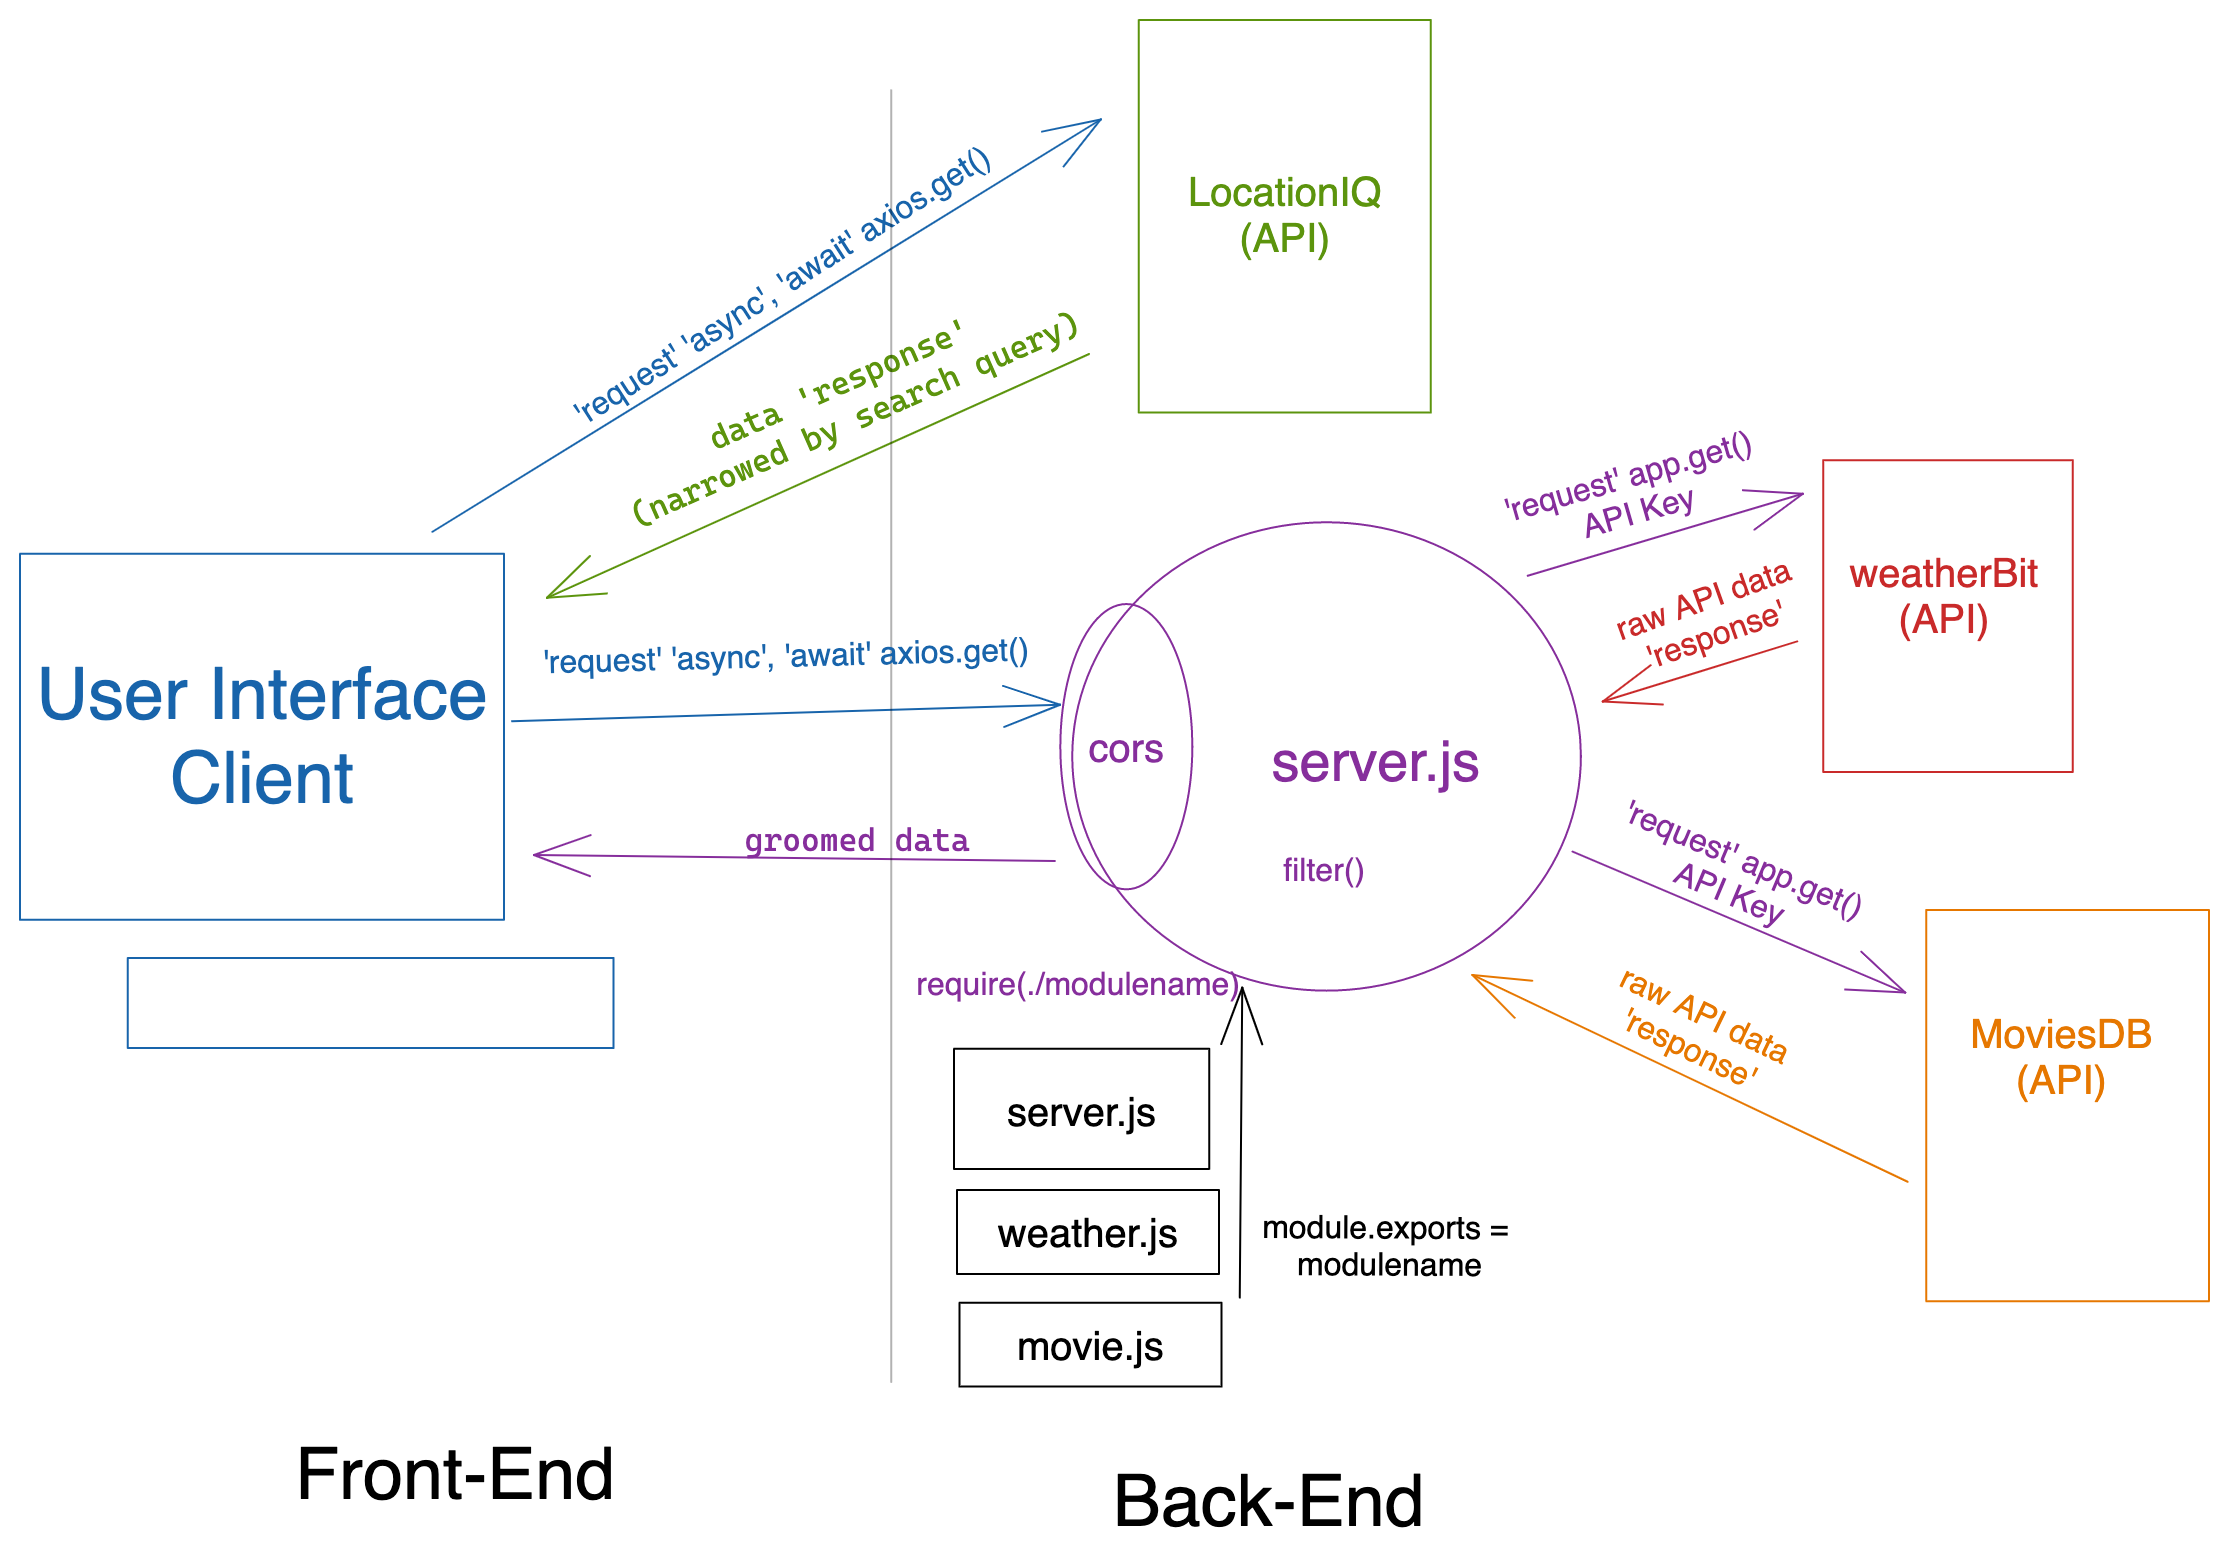 LocationIQ
(API)
'request' 'async', 'await' axios.get()
data 'response'
(narrowed by search query)
'request' app.get()
API Key
weatherBit
(API)
raw API data
'response'
User Interface
Client
'request' 'async', 'await' axios.get()
cors
server.js
groomed data
filter()
'request' app.get()
API Key
require(./modulename)
raw API data
'response'
MoviesDB
(API)
server.js
weather.js
module.exports =
modulename
movie.js
Front-End
Back-End